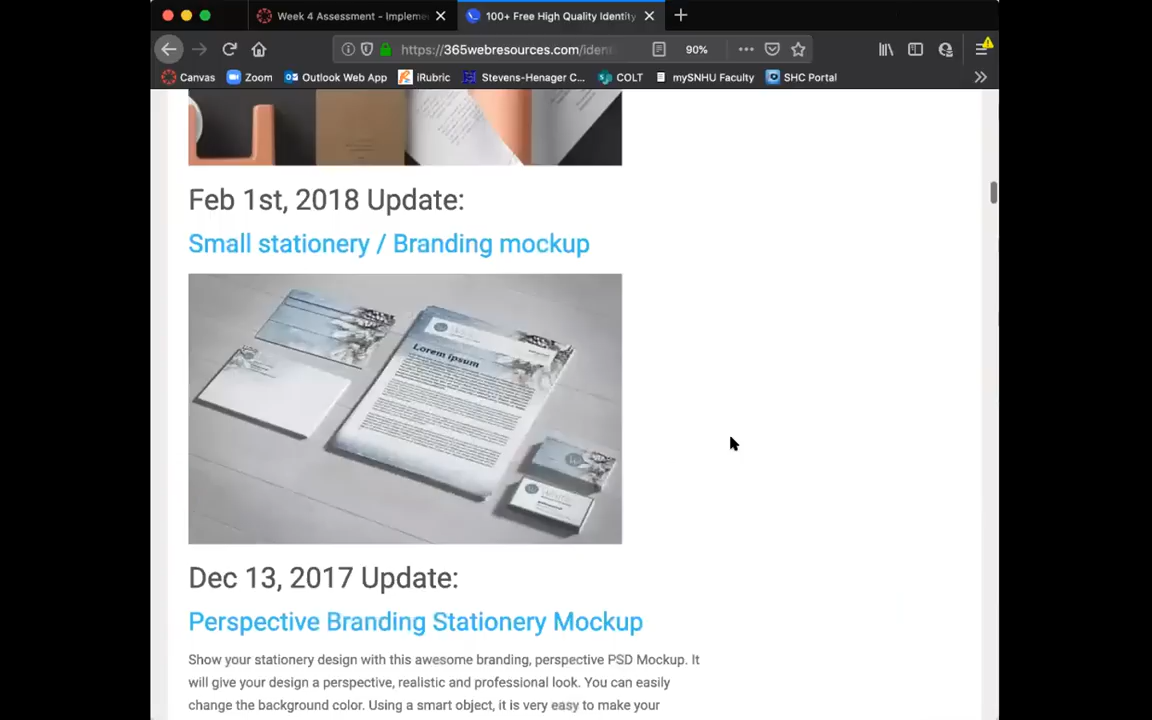 Week 4 Assessment - Impleme
100+ Free High Quality Identity
https://365webresources.com/iden
90%
Canvas
Zoom
Outlook Web App
iRubric
Stevens-Henager C...
COLT
mySNHU Faculty
SHC Portal
Feb 1st, 2018 Update:
Small stationery / Branding mockup
Lorem ipsum
Dec 13, 2017 Update:
Perspective Branding Stationery Mockup
Show your stationery design with this awesome branding, perspective PSD Mockup. It
will give your design a perspective, realistic and professional look. You can easily
change the background color. Using a smart object, it is very easy to make your